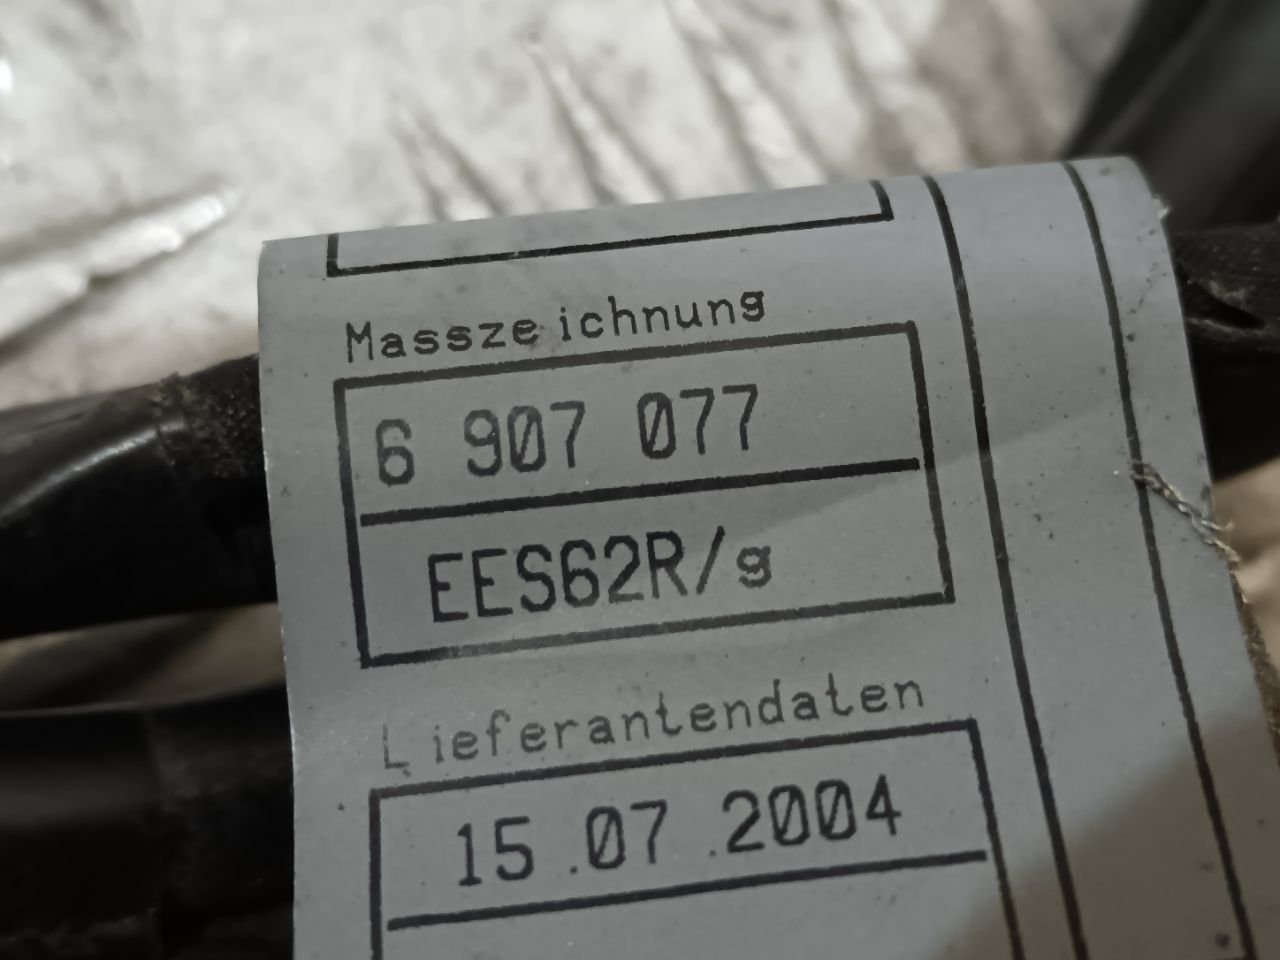 Masszeichnung
6 907 077
EES62R/g
Lieferantendaten
15.07.2004